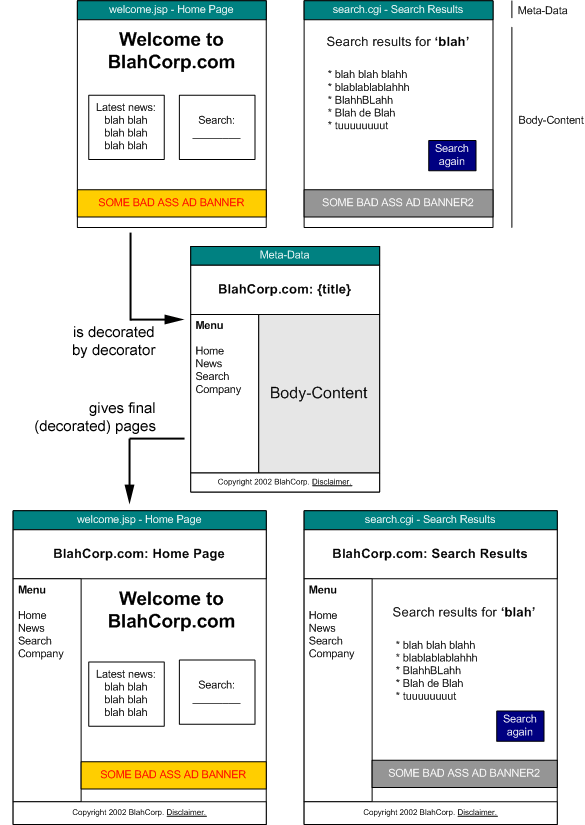 welcome.jsp - Home Page
Welcome to
BlahCorp.com
Latest news:
blah blah
blah blah
blah blah
Search:
SOME BAD ASS AD BANNER
search.cgi - Search Results
Search results for ‘blah’
* blah blah blahh
* blablablablahhh
* BlahhBLahh
* Blah de Blah
* tuuuuuuuut
Search
again
SOME BAD ASS AD BANNER2
Meta-Data
Body-Content
is decorated
by decorator
Meta-Data
BlahCorp.com: {title}
Menu
Home
News
Search
Company
Body-Content
Copyright 2002 BlahCorp. Disclaimer.
gives final
(decorated) pages
welcome.jsp - Home Page
BlahCorp.com: Home Page
Menu
Home
News
Search
Company
Welcome to
BlahCorp.com
Latest news:
blah blah
blah blah
blah blah
Search:
SOME BAD ASS AD BANNER
Copyright 2002 BlahCorp. Disclaimer.
search.cgi - Search Results
BlahCorp.com: Search Results
Menu
Home
News
Search
Company
Search results for ‘blah’
* blah blah blahh
* blablablablahhh
* BlahhBLahh
* Blah de Blah
* tuuuuuuuut
Search
again
SOME BAD ASS AD BANNER2
Copyright 2002 BlahCorp. Disclaimer.